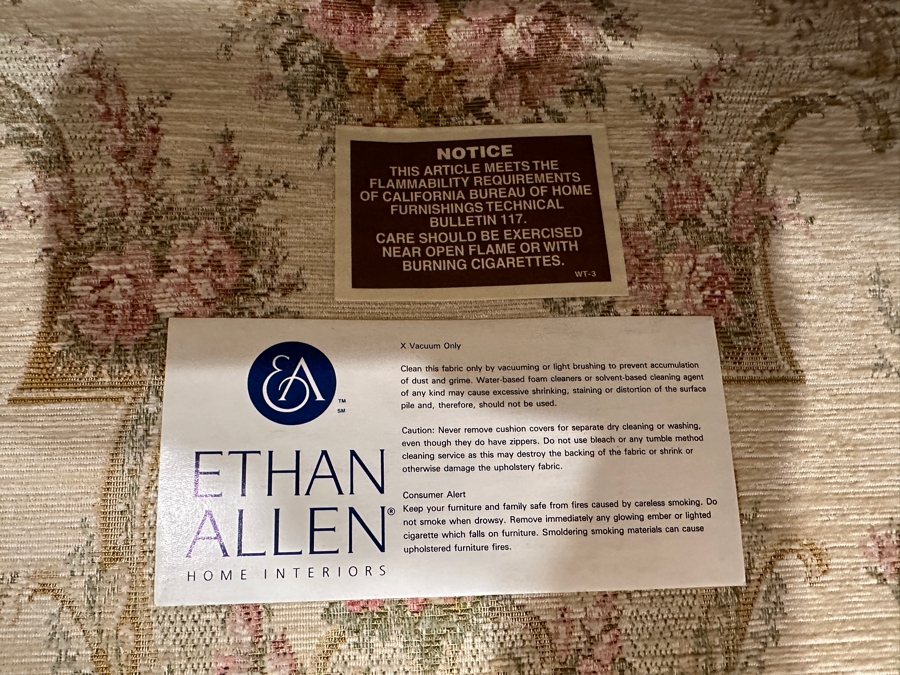 NOTICE
THIS ARTICLE MEETS THE
FLAMMABILITY REQUIREMENTS
OF CALIFORNIA BUREAU OF HOME
FURNISHINGS TECHNICAL
BULLETIN 117.
CARE SHOULD BE EXERCISED
NEAR OPEN FLAME OR WITH
BURNING CIGARETTES.
WT-3
EA
TM
SM
ETHAN
ALLEN®
HOME INTERIORS
X Vacuum Only
Clean this fabric only by vacuuming or light brushing to prevent accumulation
of dust and grime. Water-based foam cleaners or solvent-based cleaning agent
of any kind may cause excessive shrinking, staining or distortion of the surface
pile and, therefore, should not be used.
Caution: Never remove cushion covers for separate dry cleaning or washing,
even though they do have zippers. Do not use bleach or any tumble method
cleaning service as this may destroy the backing of the fabric or shrink or
otherwise damage the upholstery fabric.
Consumer Alert
Keep your furniture and family safe from fires caused by careless smoking. Do
not smoke when drowsy. Remove immediately any glowing ember or lighted
cigarette which falls on furniture. Smoldering smoking materials can cause
upholstered furniture fires.